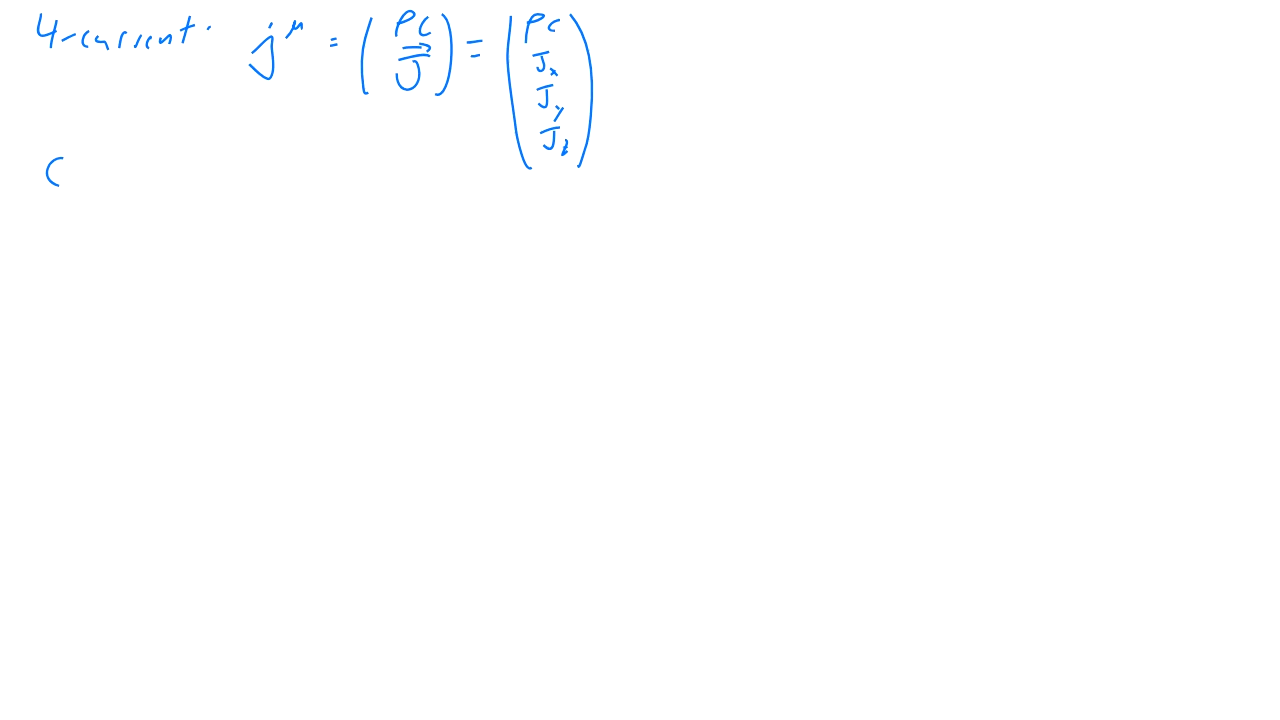 4-current: j^μ = (ρc J⃗) = (ρc J_x J_y J_z)
C